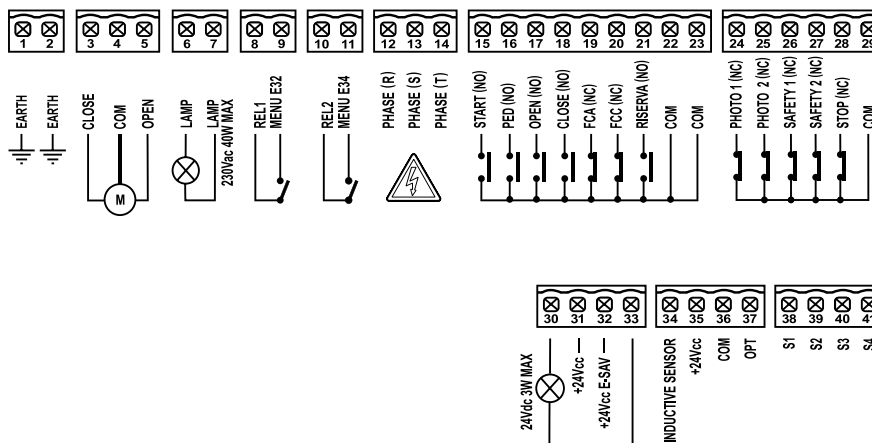 1 2
3 4 5
6 7
8 9
10 11
12 13 14
15 16 17 18 19 20 21 22 23
24 25 26 27 28 29
EARTH
EARTH
CLOSE
COM
OPEN
M
LAMP
LAMP
230Vac 40W MAX
REL1
MENU E32
REL2
MENU E34
PHASE (R)
PHASE (S)
PHASE (T)
START (NO)
PED (NO)
OPEN (NO)
CLOSE (NO)
FCA (NC)
FCC (NC)
RISERVA (NO)
COM
COM
PHOTO 1 (NC)
PHOTO 2 (NC)
SAFETY 1 (NC)
SAFETY 2 (NC)
STOP (NC)
COM
30 31 32 33
34 35 36 37
38 39 40 41
24Vdc 3W MAX
+24Vcc
+24Vcc E-SAV
INDUCTIVE SENSOR
+24Vcc
COM
OPT
S1
S2
S3
S4